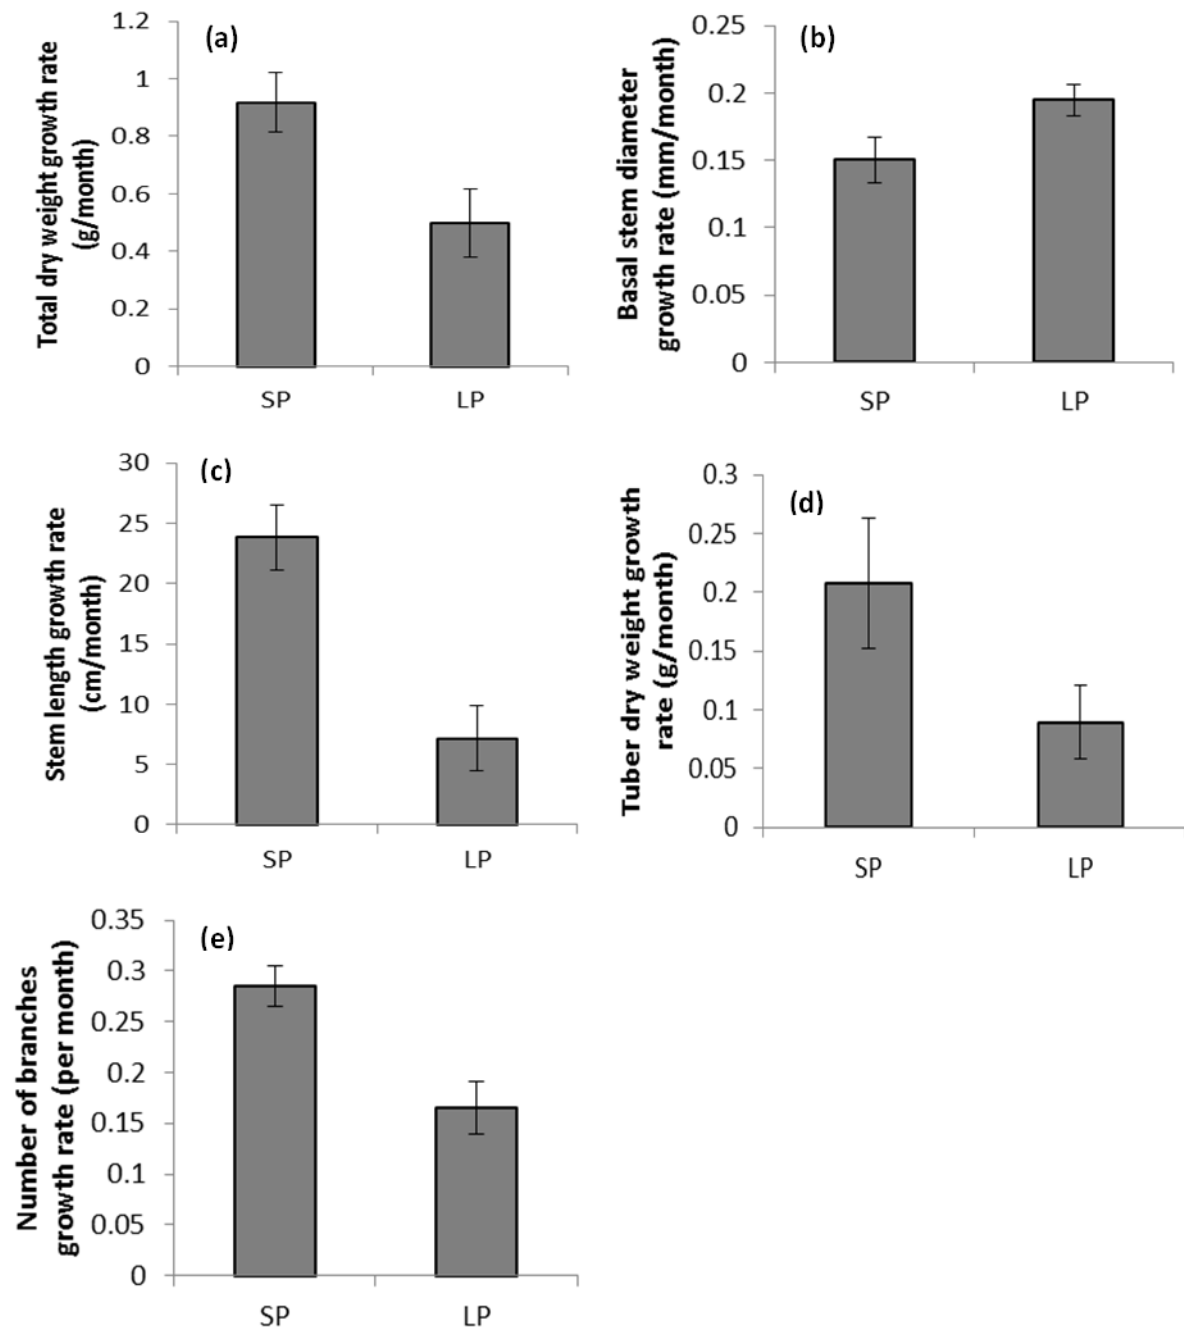 (a)
Total dry weight growth rate
(g/month)
1.2
1
0.8
0.6
0.4
0.2
0
SP LP
(b)
Basal stem diameter
growth rate (mm/month)
0.25
0.2
0.15
0.1
0.05
0
SP LP
(c)
Stem length growth rate
(cm/month)
30
25
20
15
10
5
0
SP LP
(d)
Tuber dry weight growth
rate (g/month)
0.3
0.25
0.2
0.15
0.1
0.05
0
SP LP
(e)
Number of branches
growth rate (per month)
0.35
0.3
0.25
0.2
0.15
0.1
0.05
0
SP LP